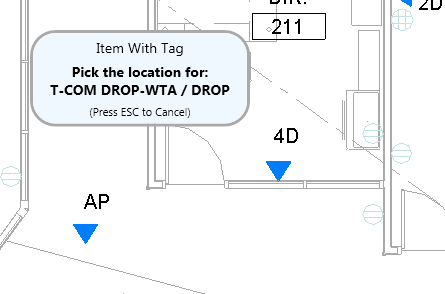 DIR.
211
2D
Item With Tag
Pick the location for:
T-COM DROP-WTA / DROP
(Press ESC to Cancel)
4D
AP